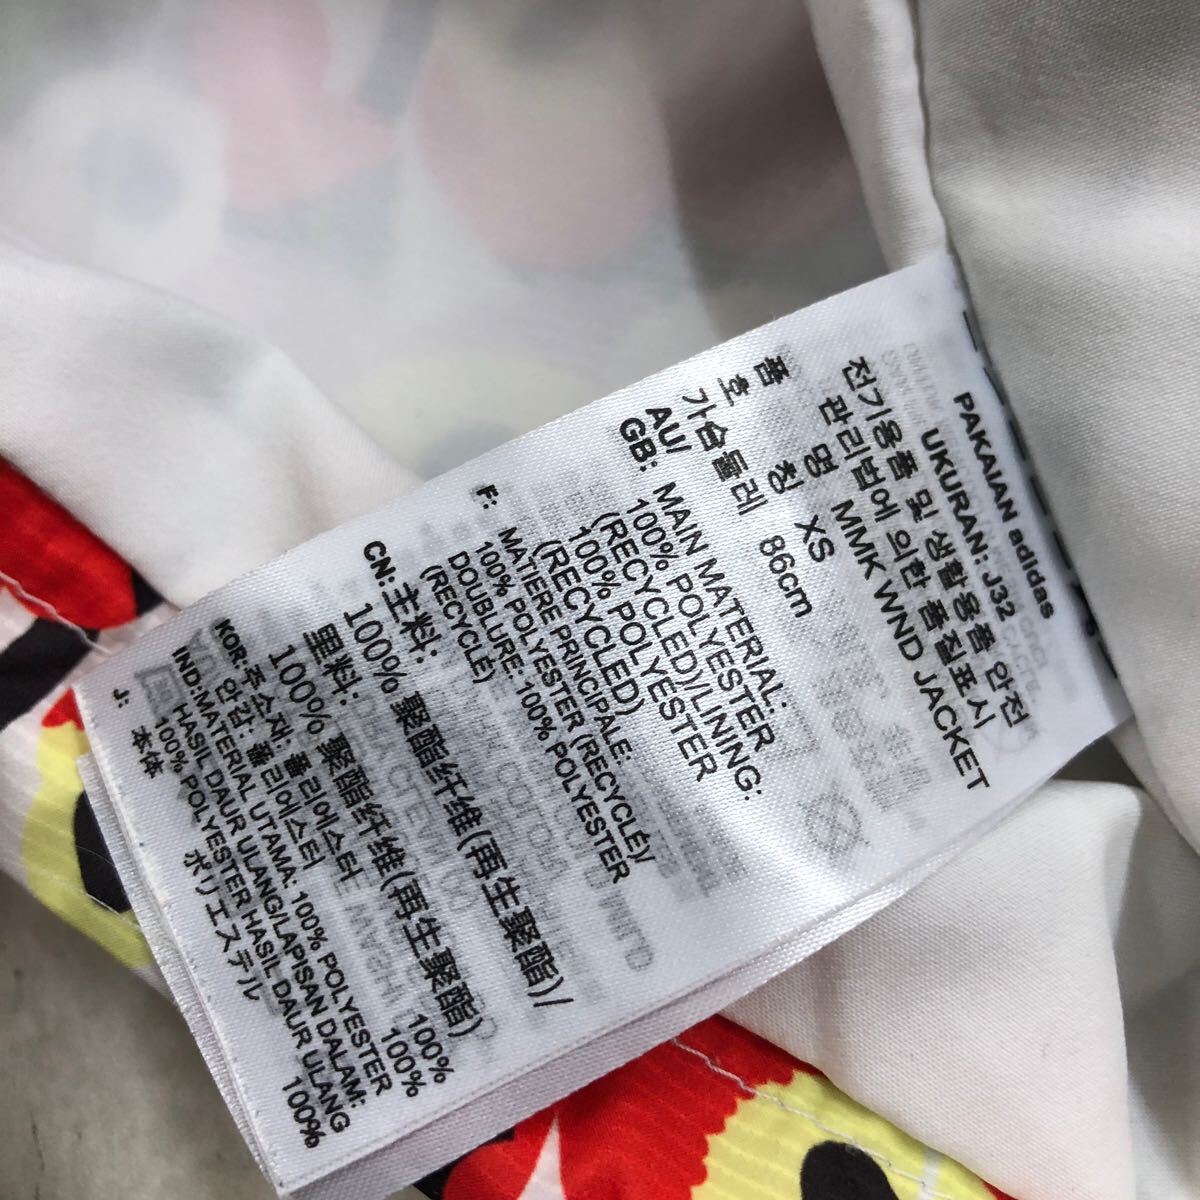 PAKAIAN adidas
UKURAN: J32
전기용품 및 생활용품 안전
관리법에 의한 품질표시
품 명 MMK WND JACKET
호 칭 XS
가슴둘레 86cm
AU/
GB: MAIN MATERIAL:
100% POLYESTER
(RECYCLED)/LINING:
100% POLYESTER
(RECYCLED)
F: MATIERE PRINCIPALE:
100% POLYESTER (RECYCLÉ)/
DOUBLURE: 100% POLYESTER
(RECYCLÉ)
CN: 主料:
100% 聚酯纤维(再生聚酯)/
里料:
100% 聚酯纤维(再生聚酯)
KOR: 주소재: 폴리에스터 100%
안감: 폴리에스터 100%
IND:MATERIAL UTAMA: 100% POLYESTER
HASIL DAUR ULANG/LAPISAN DALAM:
100% POLYESTER HASIL DAUR ULANG
J: 本体 ポリエステル 100%